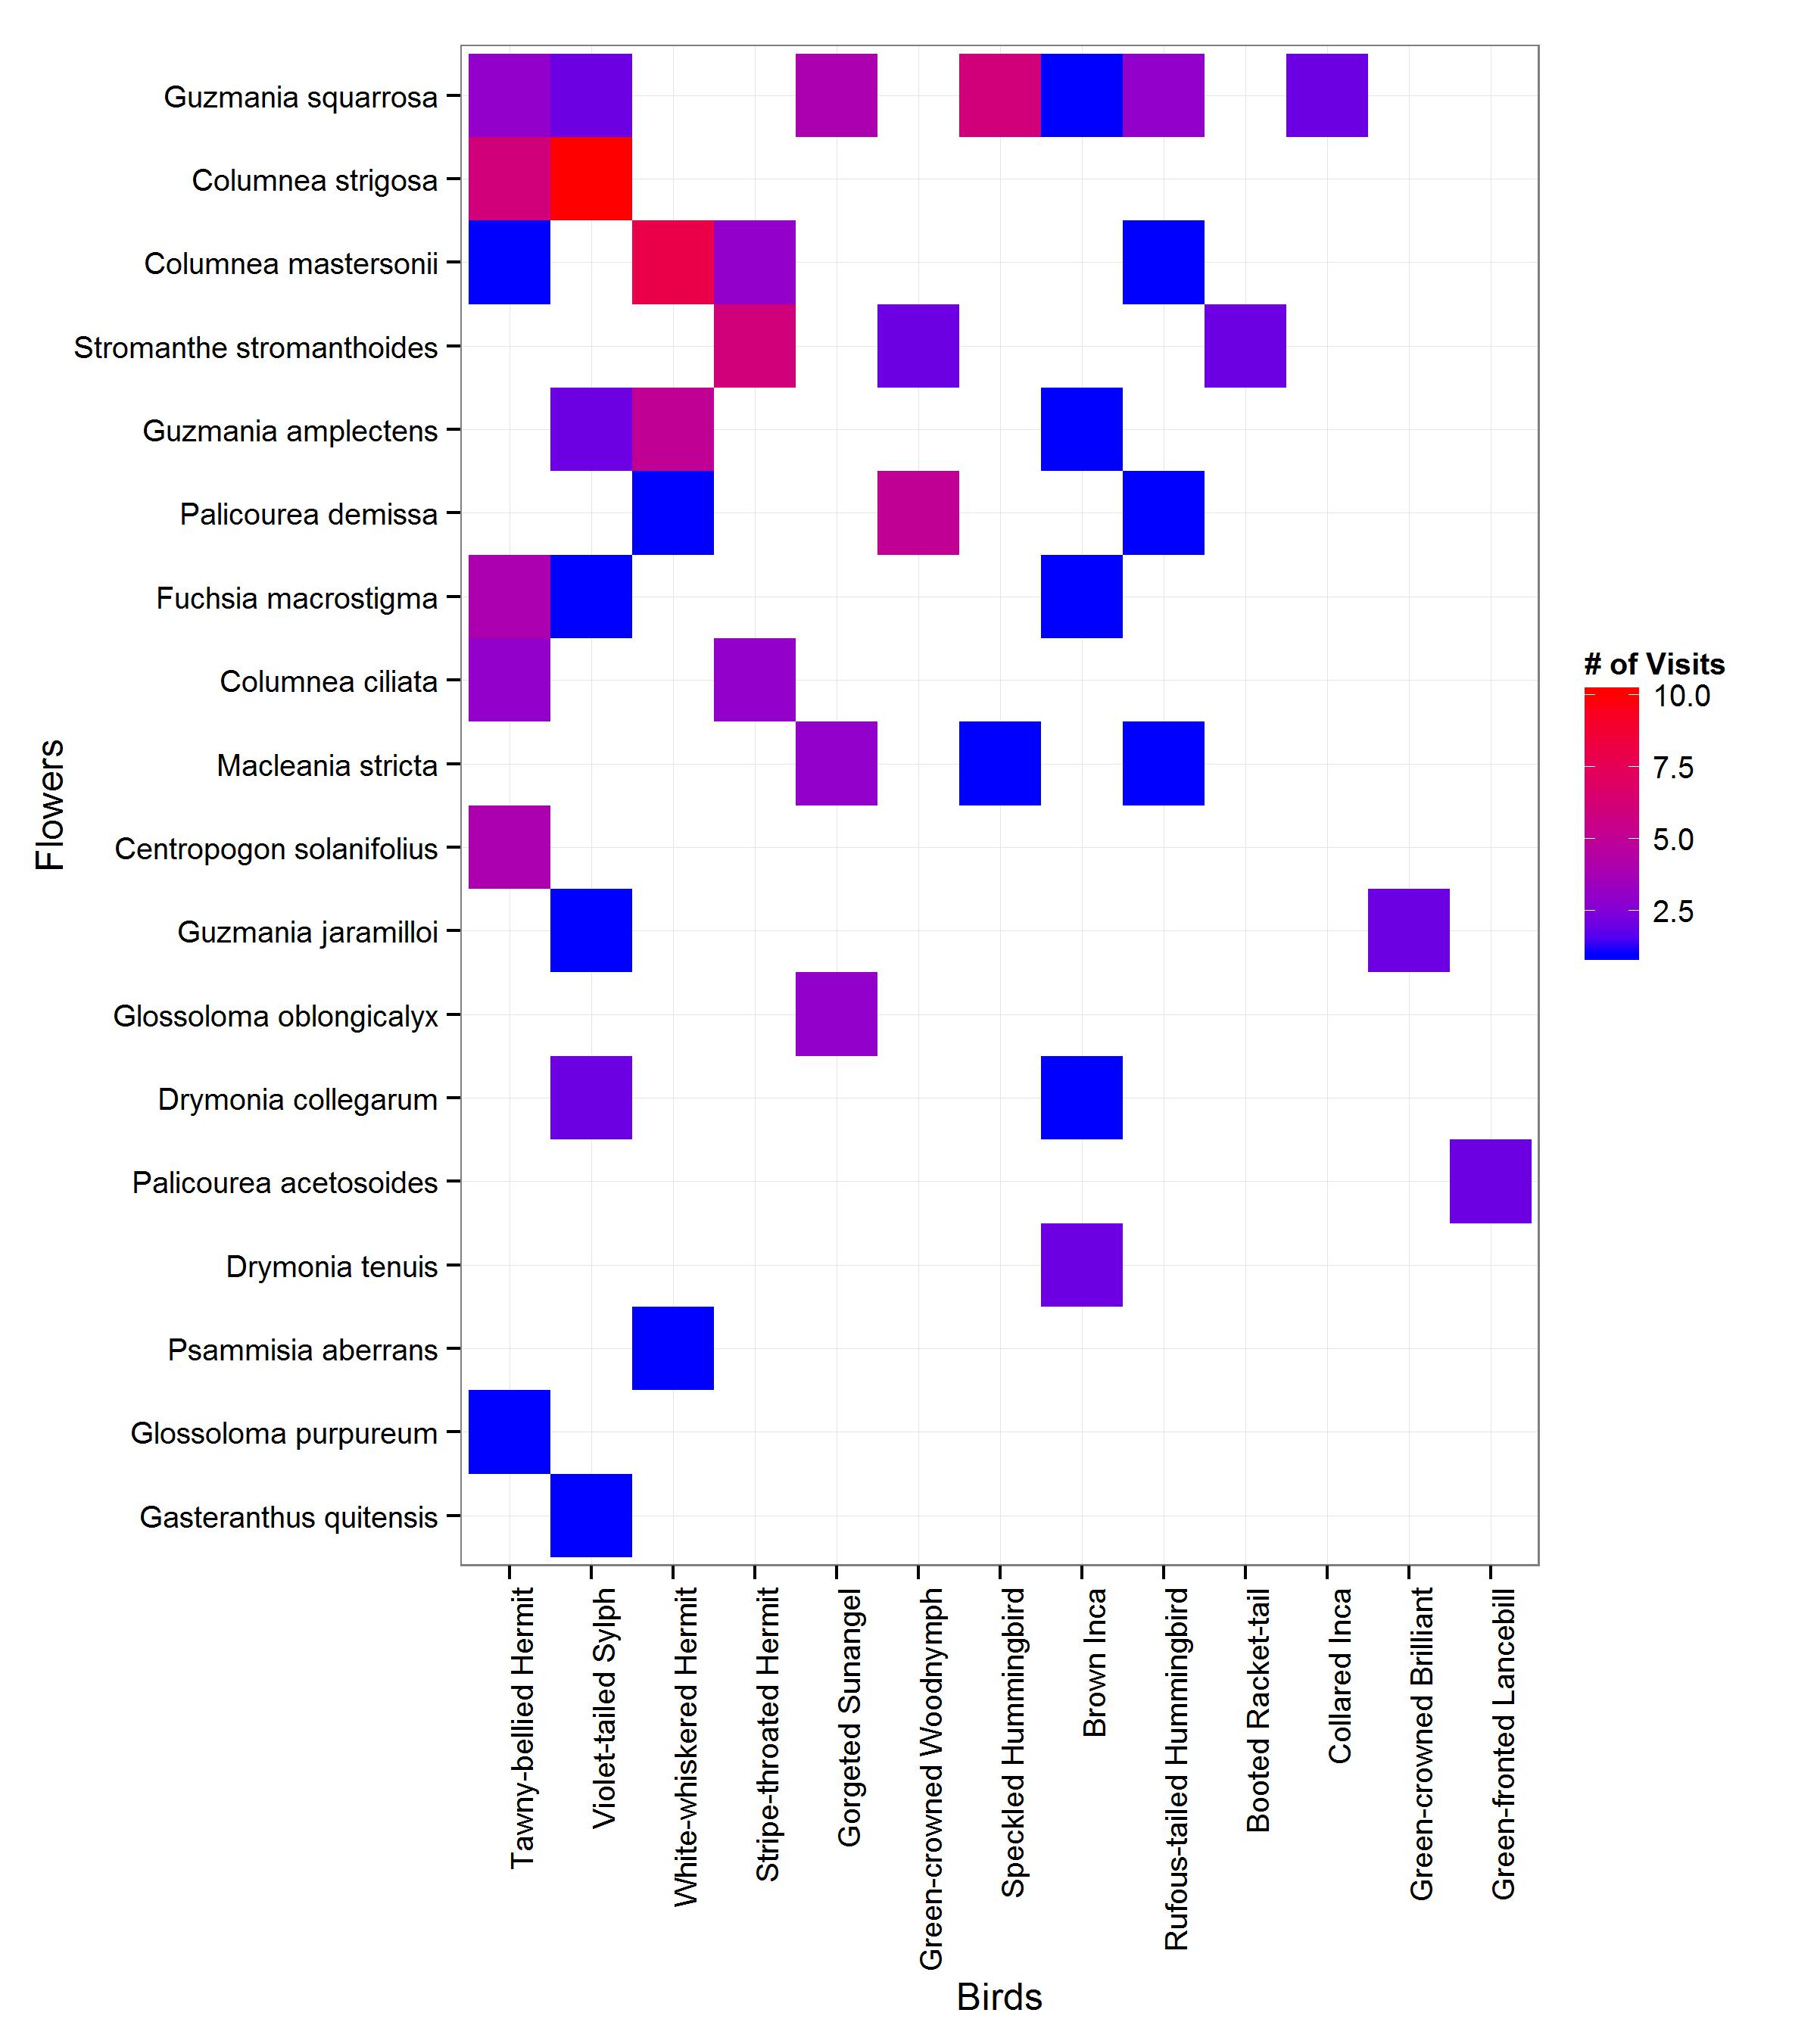 Guzmania squarrosa
Columnea strigosa
Columnea mastersonii
Stromanthe stromanthoides
Guzmania amplectens
Palicourea demissa
Fuchsia macrostigma
Columnea ciliata
Macleania stricta
Centropogon solanifolius
Guzmania jaramilloi
Glossoloma oblongicalyx
Drymonia collegarum
Palicourea acetosoides
Drymonia tenuis
Psammisia aberrans
Glossoloma purpureum
Gasteranthus quitensis
Flowers
Tawny-bellied Hermit
Violet-tailed Sylph
White-whiskered Hermit
Stripe-throated Hermit
Gorgeted Sunangel
Green-crowned Woodnymph
Speckled Hummingbird
Brown Inca
Rufous-tailed Hummingbird
Booted Racket-tail
Collared Inca
Green-crowned Brilliant
Green-fronted Lancebill
Birds
# of Visits
10.0
7.5
5.0
2.5